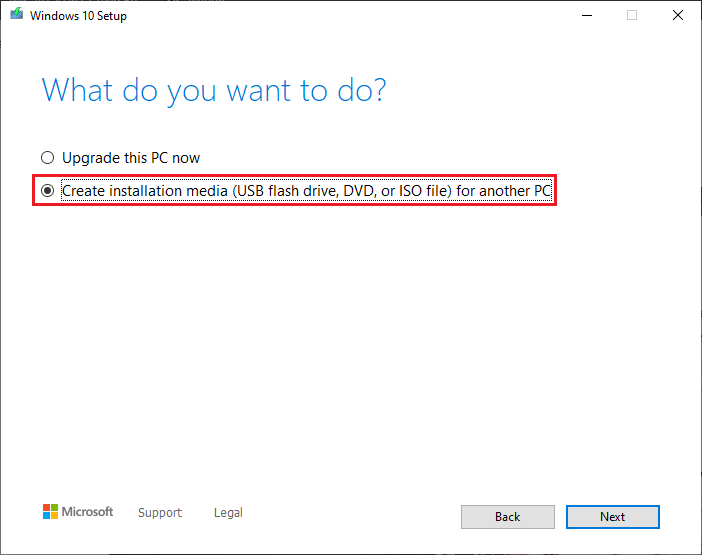 Windows 10 Setup
What do you want to do?
Upgrade this PC now
Create installation media (USB flash drive, DVD, or ISO file) for another PC
Microsoft Support Legal
Back Next